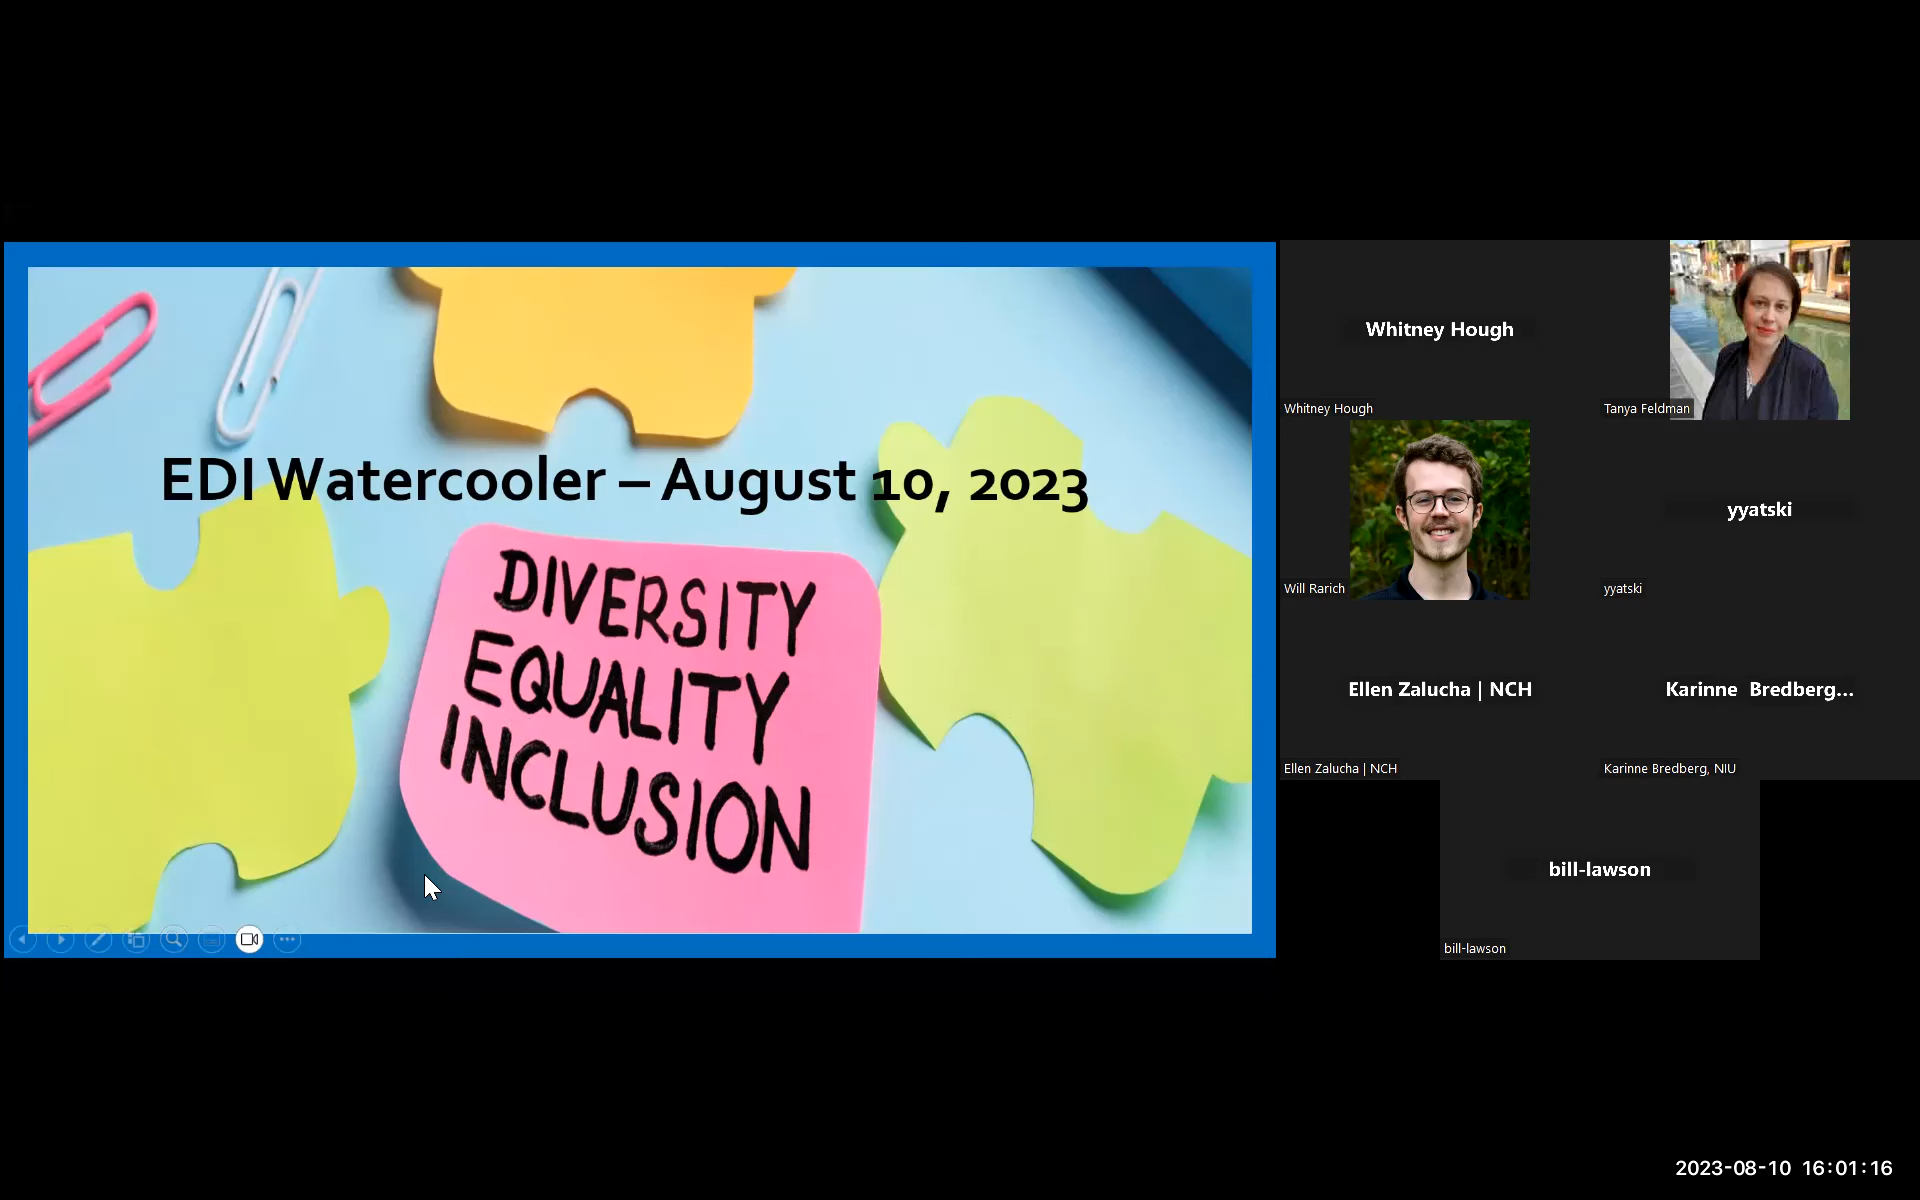 EDI Watercooler – August 10, 2023
DIVERSITY
EQUALITY
INCLUSION
Whitney Hough
Whitney Hough
Tanya Feldman
Will Rarich
yyatski
yyatski
Ellen Zalucha | NCH
Ellen Zalucha | NCH
Karinne Bredberg...
Karinne Bredberg, NIU
bill-lawson
bill-lawson
2023-08-10 16:01:16